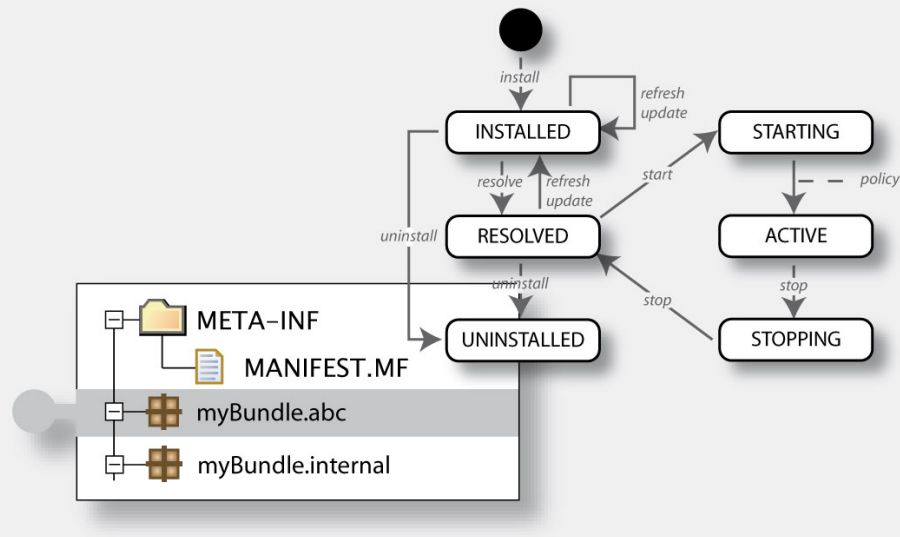 install
refresh
update
INSTALLED
STARTING
resolve
refresh
update
start
policy
uninstall
RESOLVED
ACTIVE
uninstall
stop
stop
UNINSTALLED
STOPPING
META-INF
MANIFEST.MF
myBundle.abc
myBundle.internal